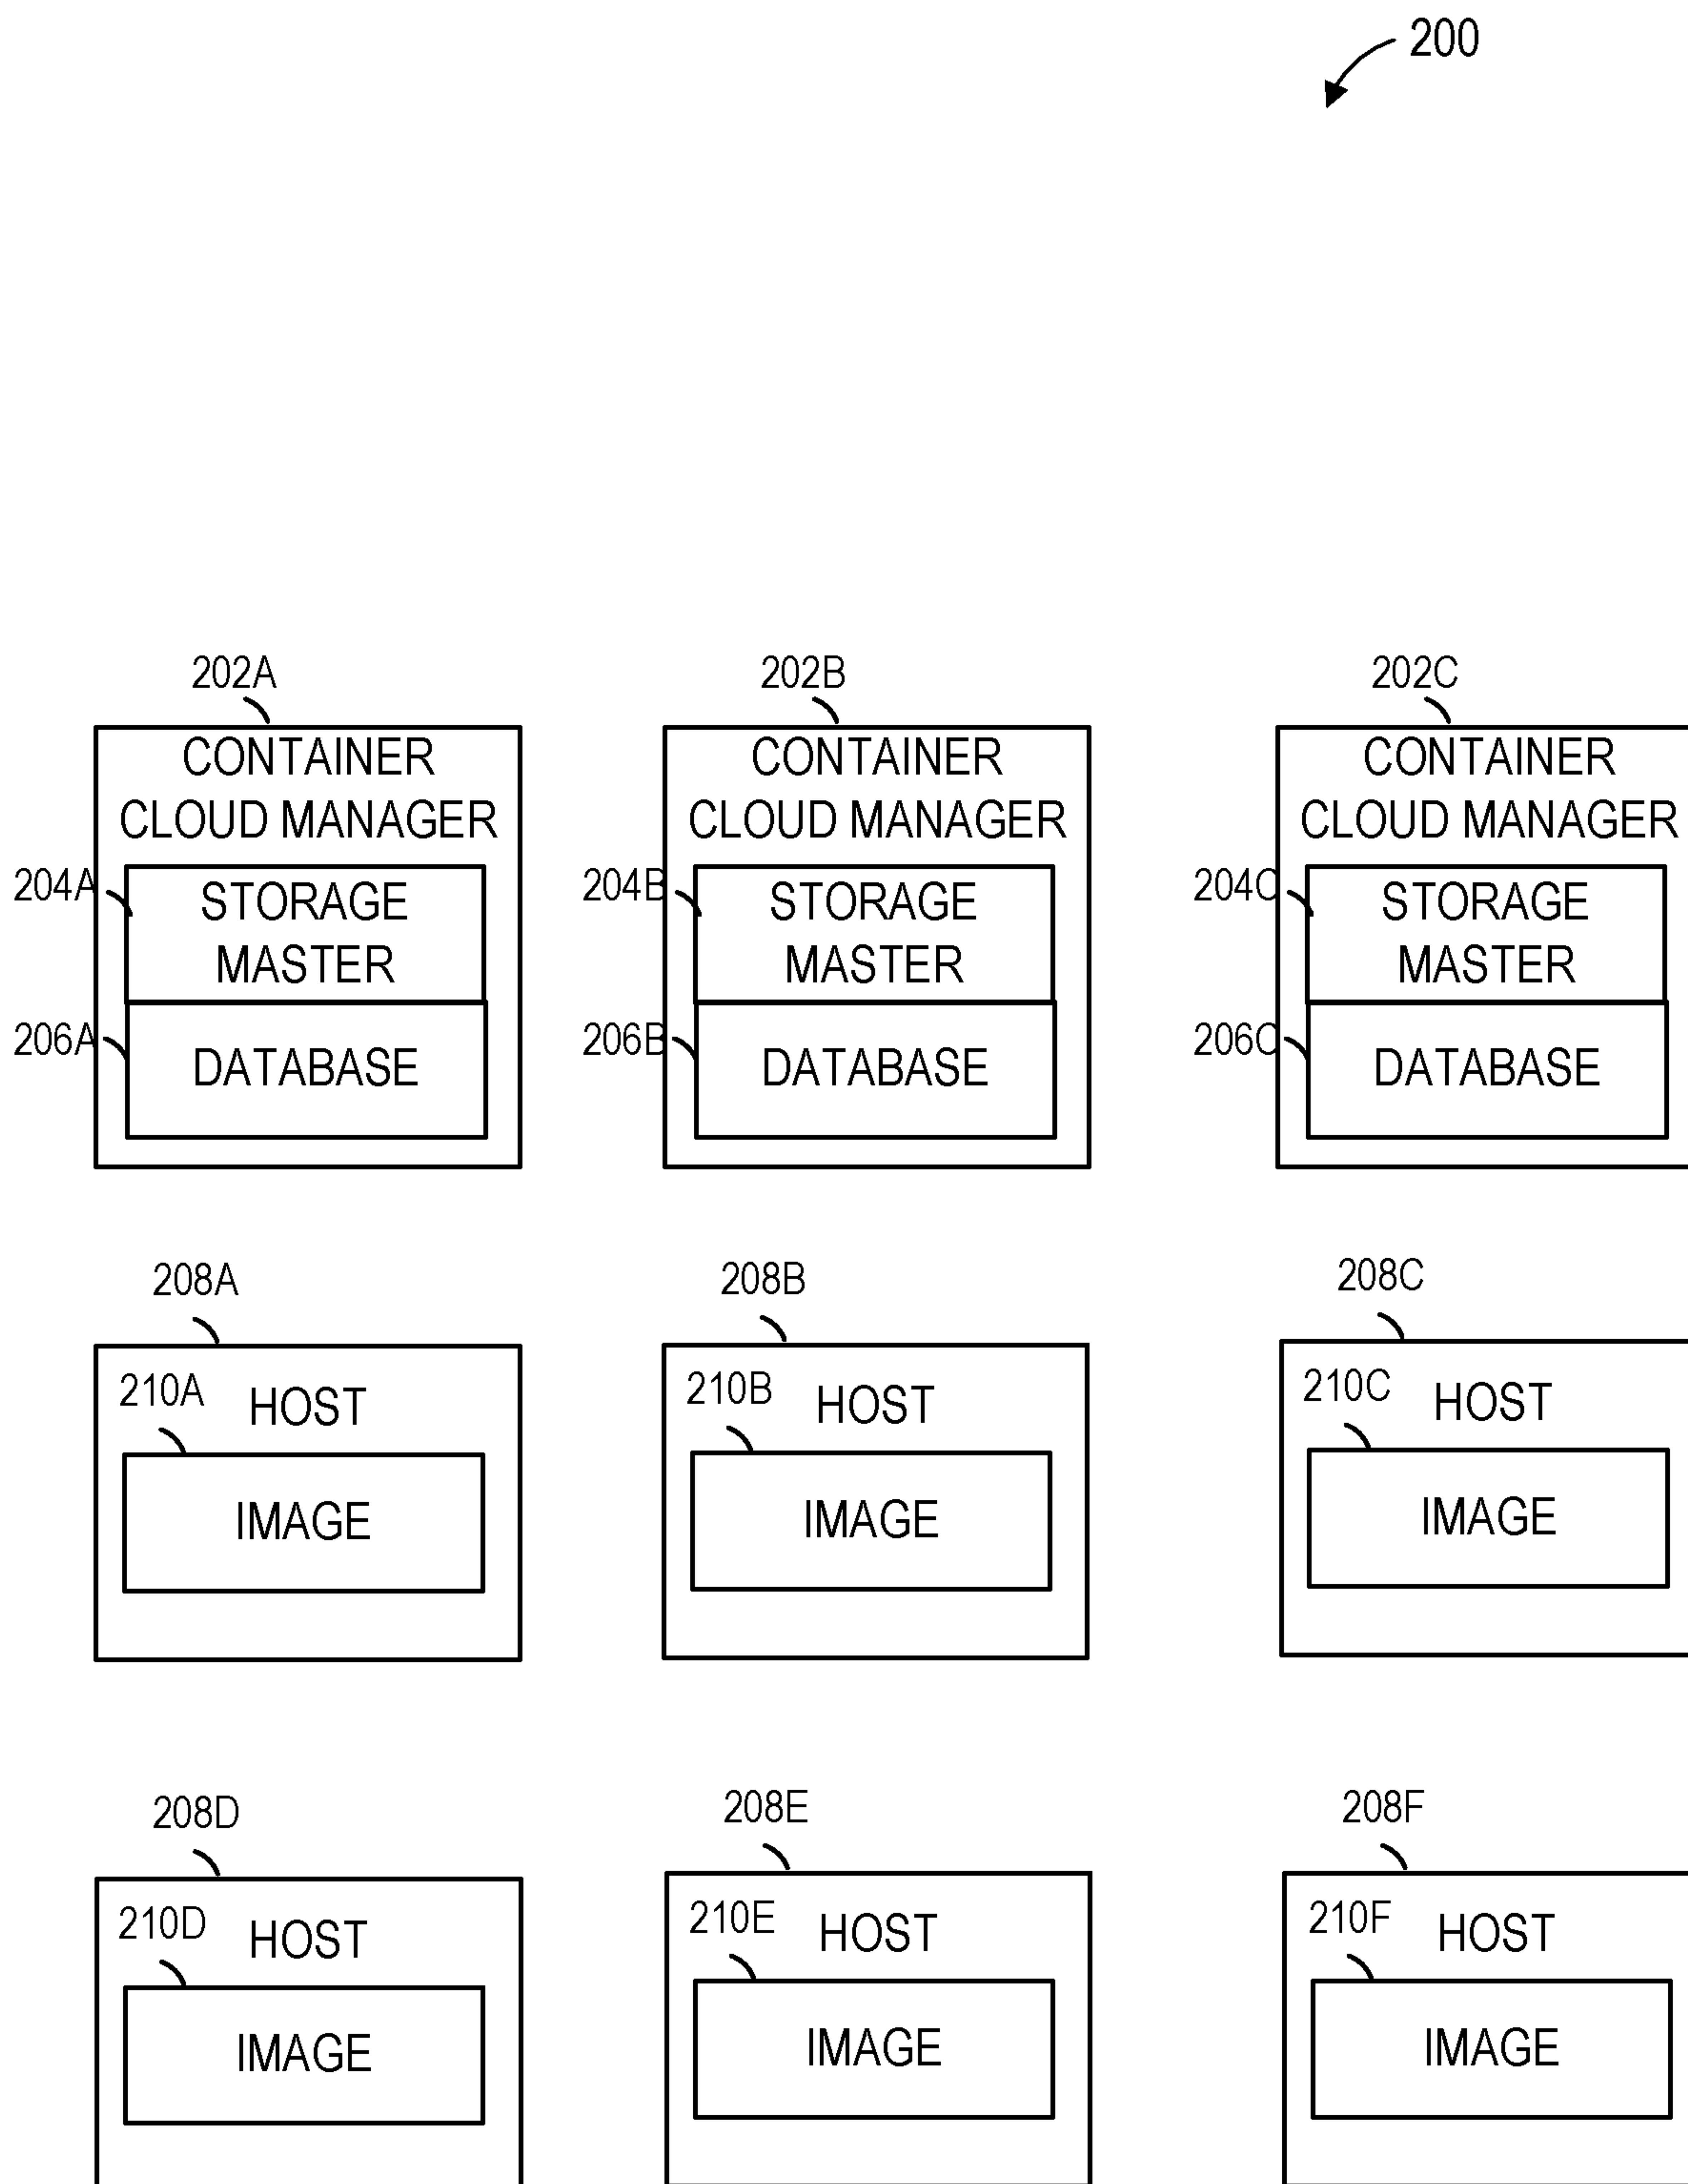 200
202A
202B
202C
CONTAINER
CLOUD MANAGER
CONTAINER
CLOUD MANAGER
CONTAINER
CLOUD MANAGER
204A
STORAGE
MASTER
204B
STORAGE
MASTER
204C
STORAGE
MASTER
206A
DATABASE
206B
DATABASE
206C
DATABASE
208A
208B
208C
210A
HOST
IMAGE
210B
HOST
IMAGE
210C
HOST
IMAGE
208D
208E
208F
210D
HOST
IMAGE
210E
HOST
IMAGE
210F
HOST
IMAGE